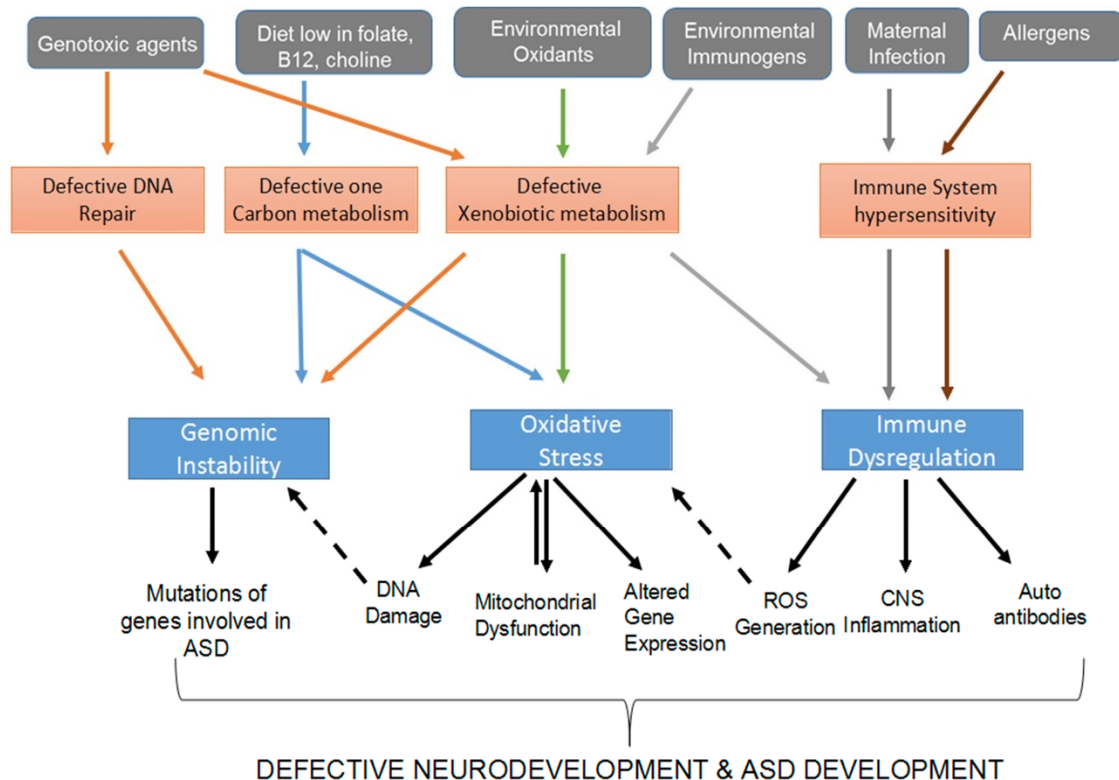 Genotoxic agents
Diet low in folate,
B12, choline
Environmental
Oxidants
Environmental
Immunogens
Maternal
Infection
Allergens
Defective DNA
Repair
Defective one
Carbon metabolism
Defective
Xenobiotic metabolism
Immune System
hypersensitivity
Genomic
Instability
Oxidative
Stress
Immune
Dysregulation
Mutations of
genes involved in
ASD
DNA
Damage
Mitochondrial
Dysfunction
Altered
Gene
Expression
ROS
Generation
CNS
Inflammation
Auto
antibodies
DEFECTIVE NEURODEVELOPMENT & ASD DEVELOPMENT